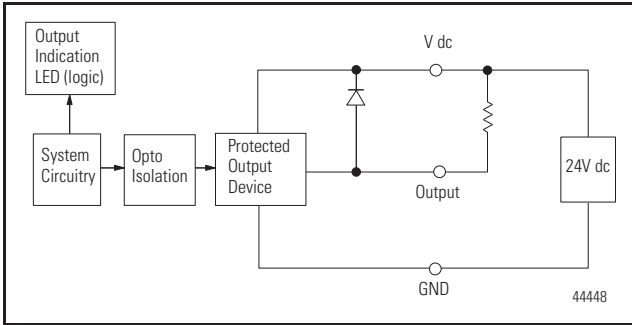 Output
Indication
LED (logic)
V dc
System
Circuitry
Opto
Isolation
Protected
Output
Device
Output
24V dc
GND
44448